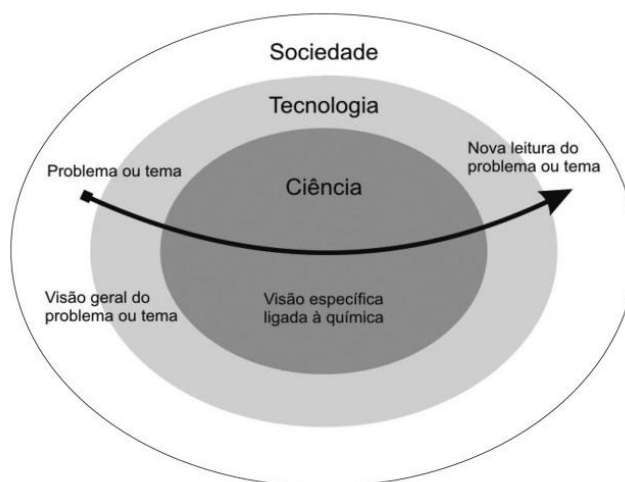 Sociedade
Tecnologia
Nova leitura do
problema ou tema
Problema ou tema
Ciência
Visão geral do
problema ou tema
Visão específica
ligada à química